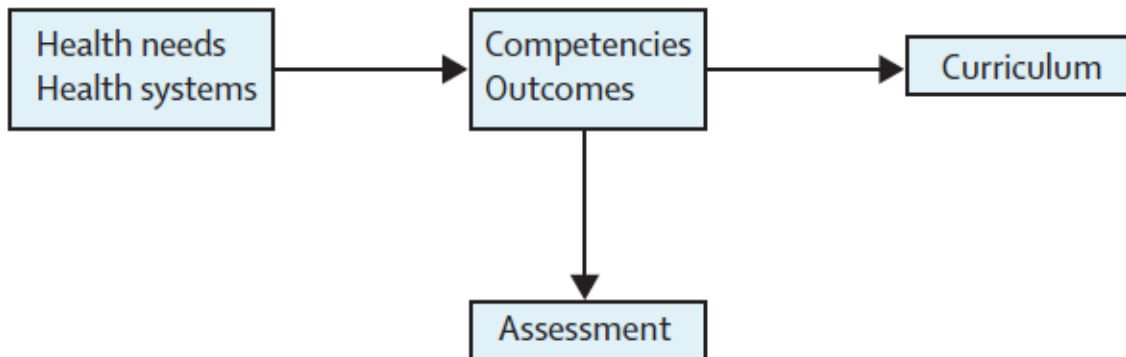 Health needs
Health systems
Competencies
Outcomes
Curriculum
Assessment